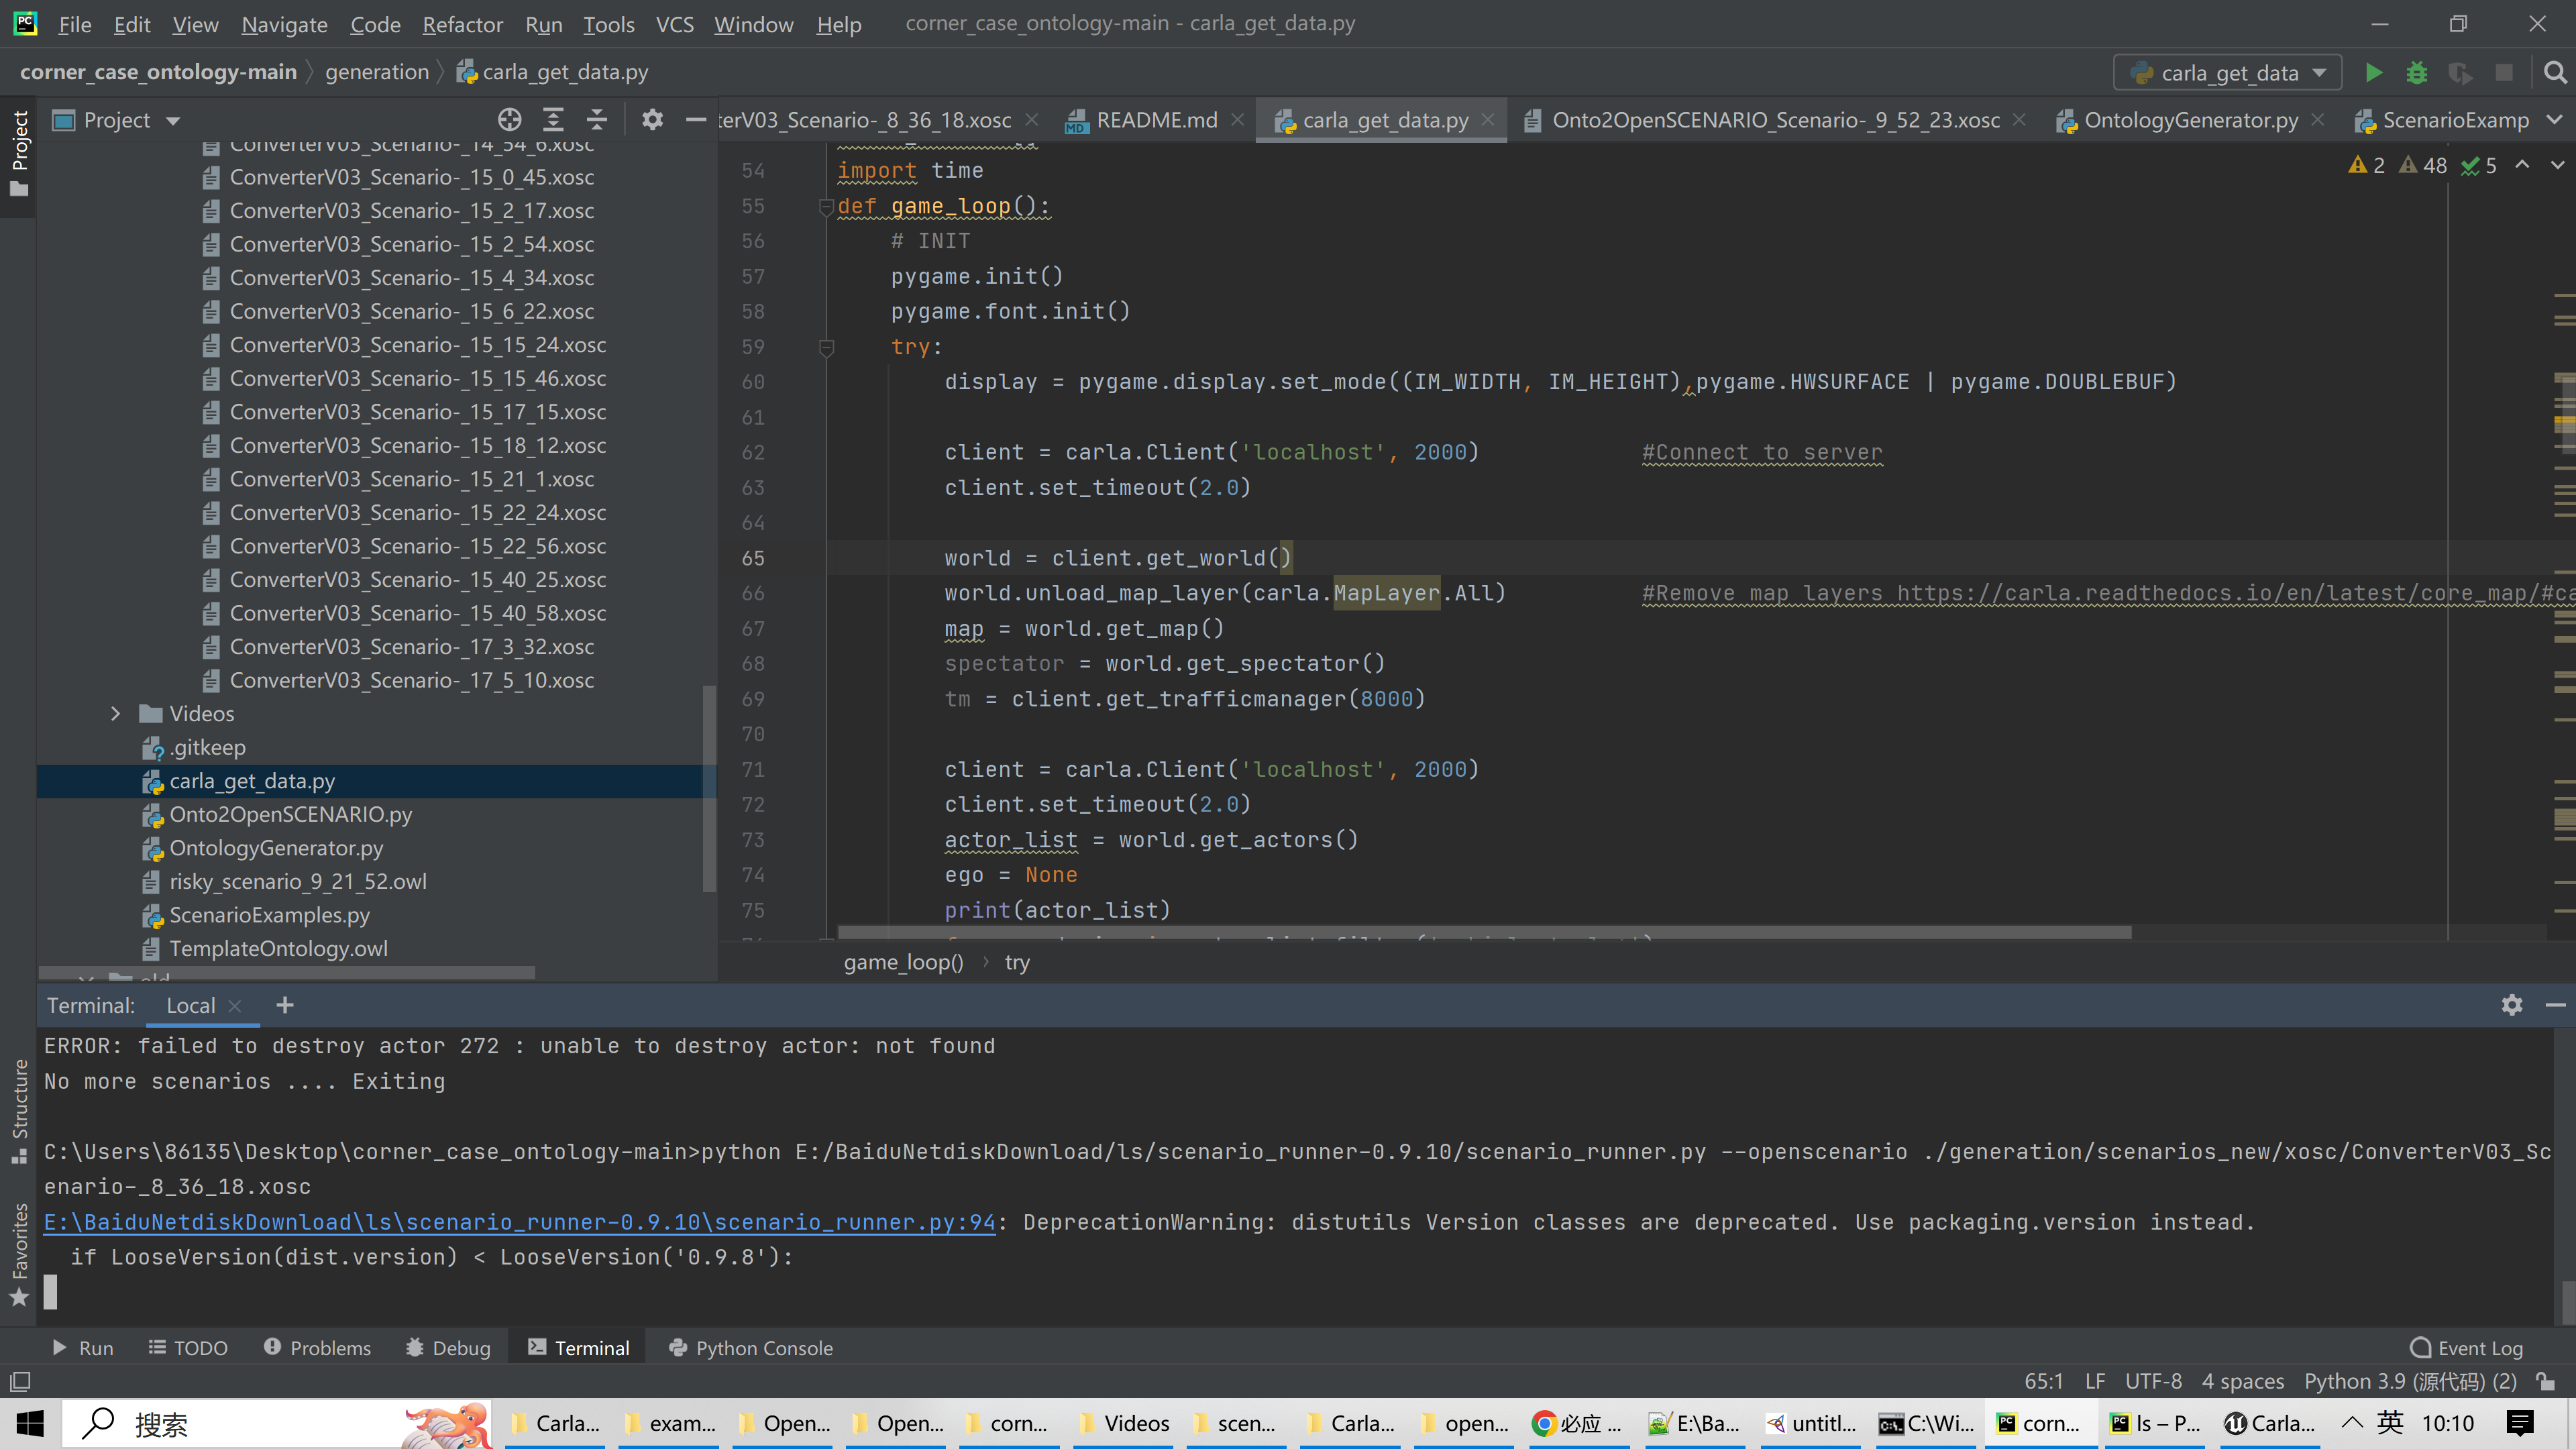 File Edit View Navigate Code Refactor Run Tools VCS Window Help corner_case_ontology-main - carla_get_data.py
corner_case_ontology-main generation carla_get_data.py carla_get_data
Project
Project
terV03_Scenario-_8_36_18.xosc README.md carla_get_data.py Onto2OpenSCENARIO_Scenario-_9_52_23.xosc OntologyGenerator.py ScenarioExamp
ConverterV03_Scenario-_14_54_6.xosc
ConverterV03_Scenario-_15_0_45.xosc
ConverterV03_Scenario-_15_2_17.xosc
ConverterV03_Scenario-_15_2_54.xosc
ConverterV03_Scenario-_15_4_34.xosc
ConverterV03_Scenario-_15_6_22.xosc
ConverterV03_Scenario-_15_15_24.xosc
ConverterV03_Scenario-_15_15_46.xosc
ConverterV03_Scenario-_15_17_15.xosc
ConverterV03_Scenario-_15_18_12.xosc
ConverterV03_Scenario-_15_21_1.xosc
ConverterV03_Scenario-_15_22_24.xosc
ConverterV03_Scenario-_15_22_56.xosc
ConverterV03_Scenario-_15_40_25.xosc
ConverterV03_Scenario-_15_40_58.xosc
ConverterV03_Scenario-_17_3_32.xosc
ConverterV03_Scenario-_17_5_10.xosc
Videos
.gitkeep
carla_get_data.py
Onto2OpenSCENARIO.py
OntologyGenerator.py
risky_scenario_9_21_52.owl
ScenarioExamples.py
TemplateOntology.owl
old
2 48 5
54 import time
55 def game_loop():
56 # INIT
57 pygame.init()
58 pygame.font.init()
59 try:
60 display = pygame.display.set_mode((IM_WIDTH, IM_HEIGHT),pygame.HWSURFACE | pygame.DOUBLEBUF)
61
62 client = carla.Client('localhost', 2000) #Connect to server
63 client.set_timeout(2.0)
64
65 world = client.get_world()
66 world.unload_map_layer(carla.MapLayer.All) #Remove map layers https://carla.readthedocs.io/en/latest/core_map/#ca
67 map = world.get_map()
68 spectator = world.get_spectator()
69 tm = client.get_trafficmanager(8000)
70
71 client = carla.Client('localhost', 2000)
72 client.set_timeout(2.0)
73 actor_list = world.get_actors()
74 ego = None
75 print(actor_list)
game_loop() try
Terminal: Local
ERROR: failed to destroy actor 272 : unable to destroy actor: not found
No more scenarios .... Exiting
C:\Users\86135\Desktop\corner_case_ontology-main>python E:/BaiduNetdiskDownload/ls/scenario_runner-0.9.10/scenario_runner.py --openscenario ./generation/scenarios_new/xosc/ConverterV03_Sc
enario-_8_36_18.xosc
E:\BaiduNetdiskDownload\ls\scenario_runner-0.9.10\scenario_runner.py:94: DeprecationWarning: distutils Version classes are deprecated. Use packaging.version instead.
if LooseVersion(dist.version) < LooseVersion('0.9.8'):
Structure
Favorites
Run TODO Problems Debug Terminal Python Console Event Log
65:1 LF UTF-8 4 spaces Python 3.9 (源代码) (2)
搜索 Carla... exam... Open... Open... corn... Videos scen... Carla... open... 必应 ... E:\Ba... untitl... C:\Wi... corn... ls – P... Carla... 英 10:10